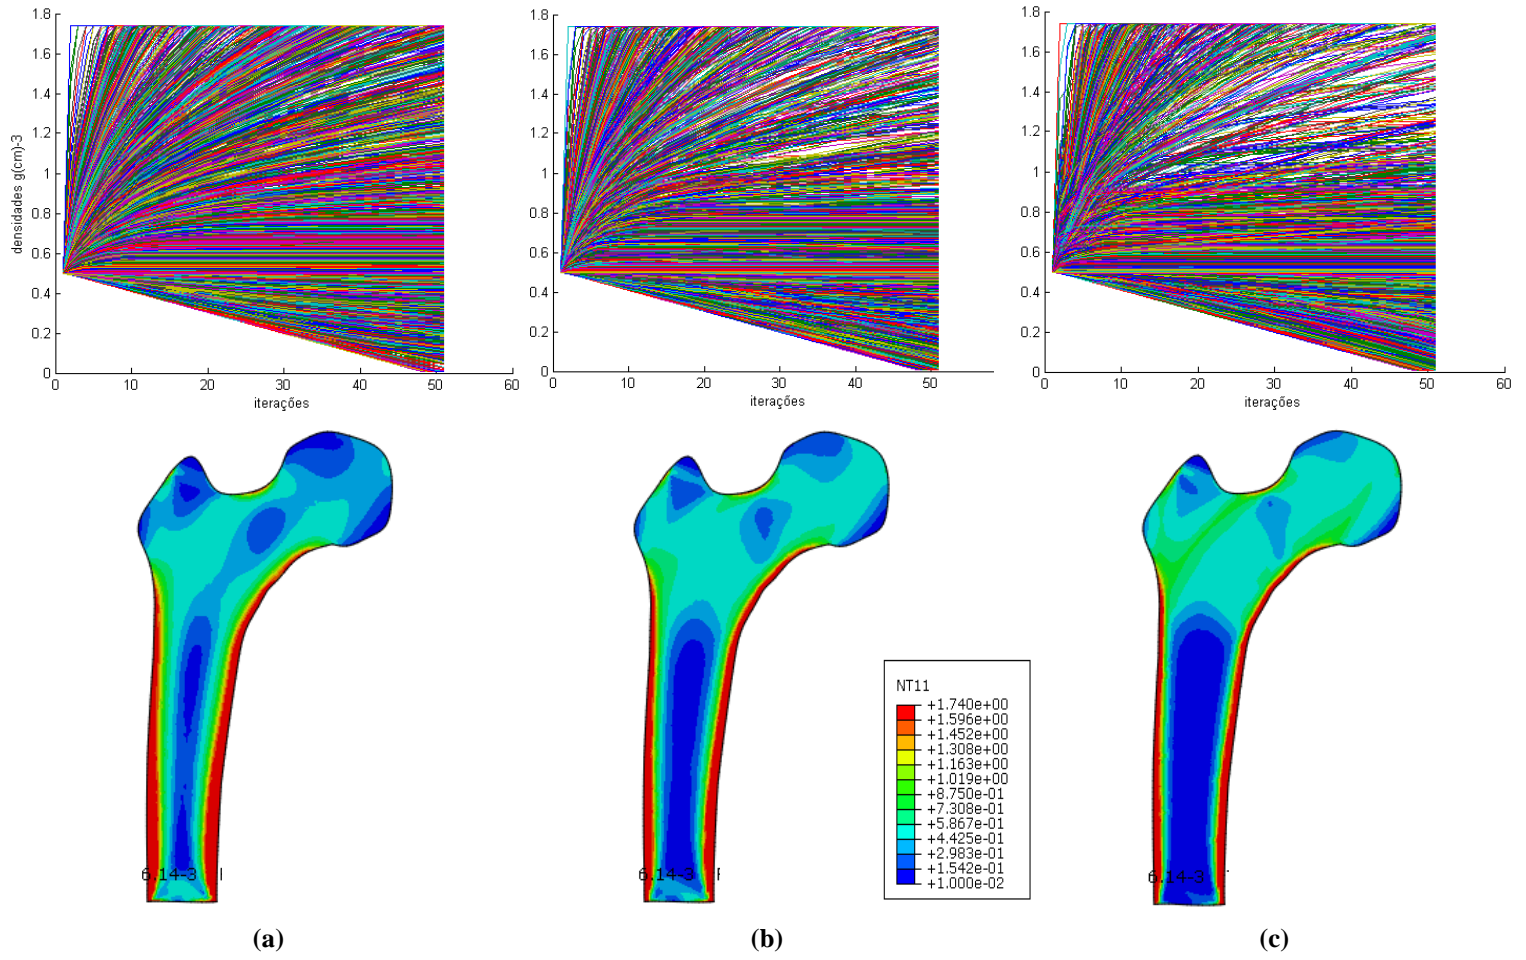 1.8
1.6
1.4
1.2
1
0.8
0.6
0.4
0.2
0
densidades g(cm)-3
0 10 20 30 40 50 60
iterações
1.8
1.6
1.4
1.2
1
0.8
0.6
0.4
0.2
0
0 10 20 30 40 50
iterações
1.8
1.6
1.4
1.2
1
0.8
0.6
0.4
0.2
0
0 10 20 30 40 50 60
iterações
NT11
+1.740e+00
+1.596e+00
+1.452e+00
+1.308e+00
+1.163e+00
+1.019e+00
+8.750e-01
+7.308e-01
+5.867e-01
+4.425e-01
+2.983e-01
+1.542e-01
+1.000e-02
6.14-3
6.14-3
6.14-3
(a)
(b)
(c)